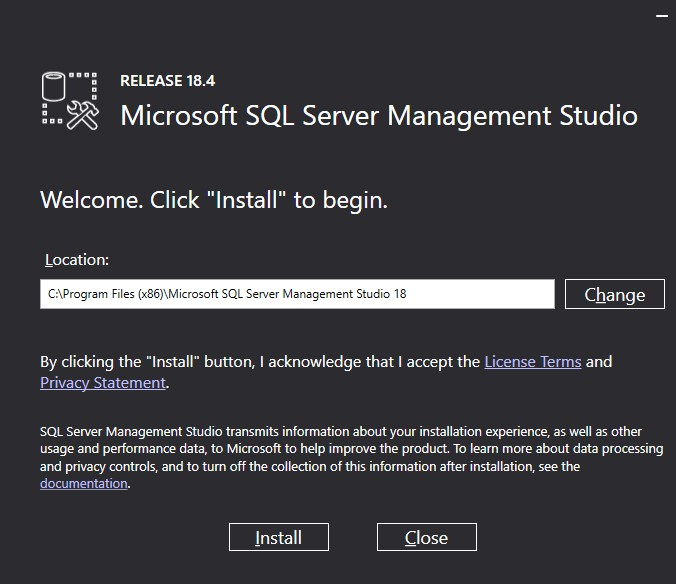 RELEASE 18.4
Microsoft SQL Server Management Studio
Welcome. Click "Install" to begin.
Location:
C:\Program Files (x86)\Microsoft SQL Server Management Studio 18
Change
By clicking the "Install" button, I acknowledge that I accept the License Terms and
Privacy Statement.
SQL Server Management Studio transmits information about your installation experience, as well as other
usage and performance data, to Microsoft to help improve the product. To learn more about data processing
and privacy controls, and to turn off the collection of this information after installation, see the
documentation.
Install
Close